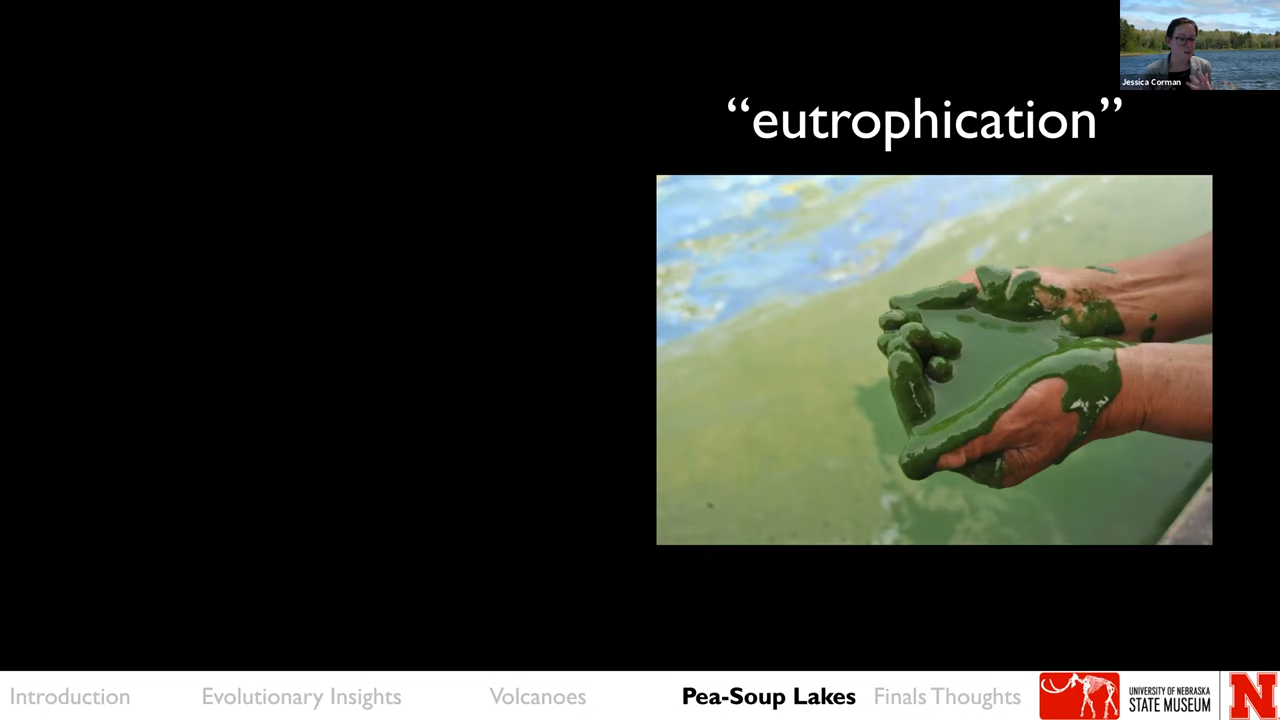 Jessica Corman
“eutrophication”
Introduction
Evolutionary Insights
Volcanoes
Pea-Soup Lakes
Finals Thoughts
UNIVERSITY OF NEBRASKA
STATE MUSEUM
N